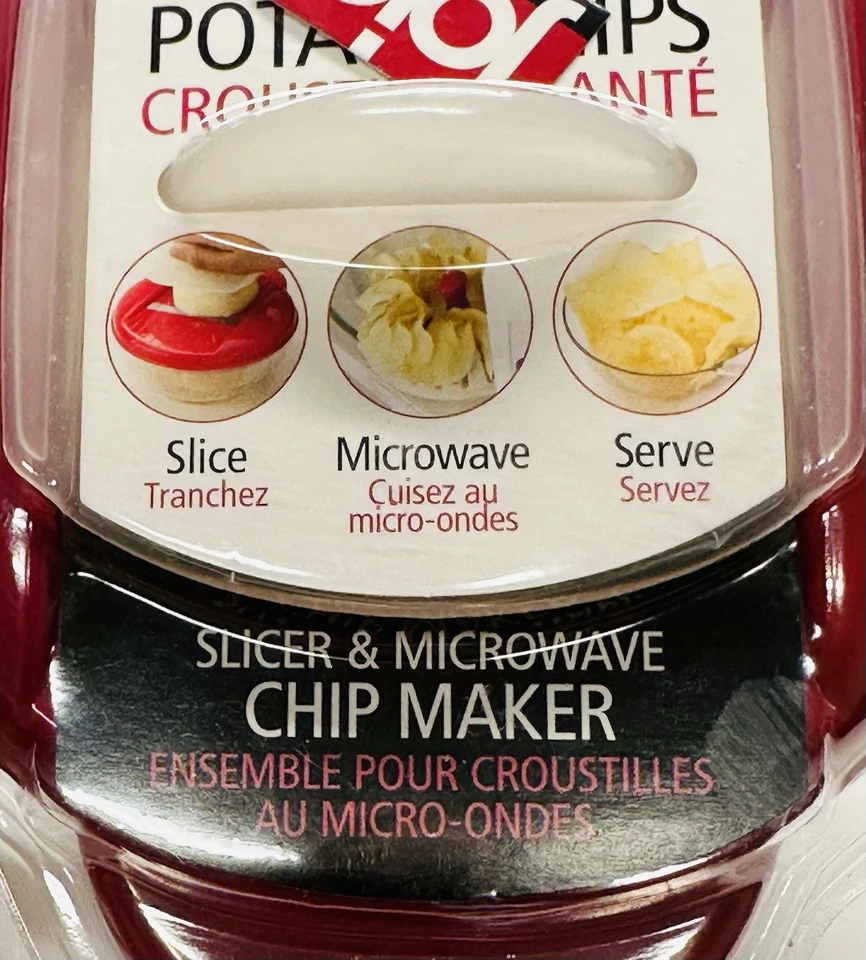 CHIPS
Slice
Tranchez
Microwave
Cuisez au
micro-ondes
Serve
Servez
SLICER & MICROWAVE
CHIP MAKER
ENSEMBLE POUR CROUSTILLES
AU MICRO-ONDES